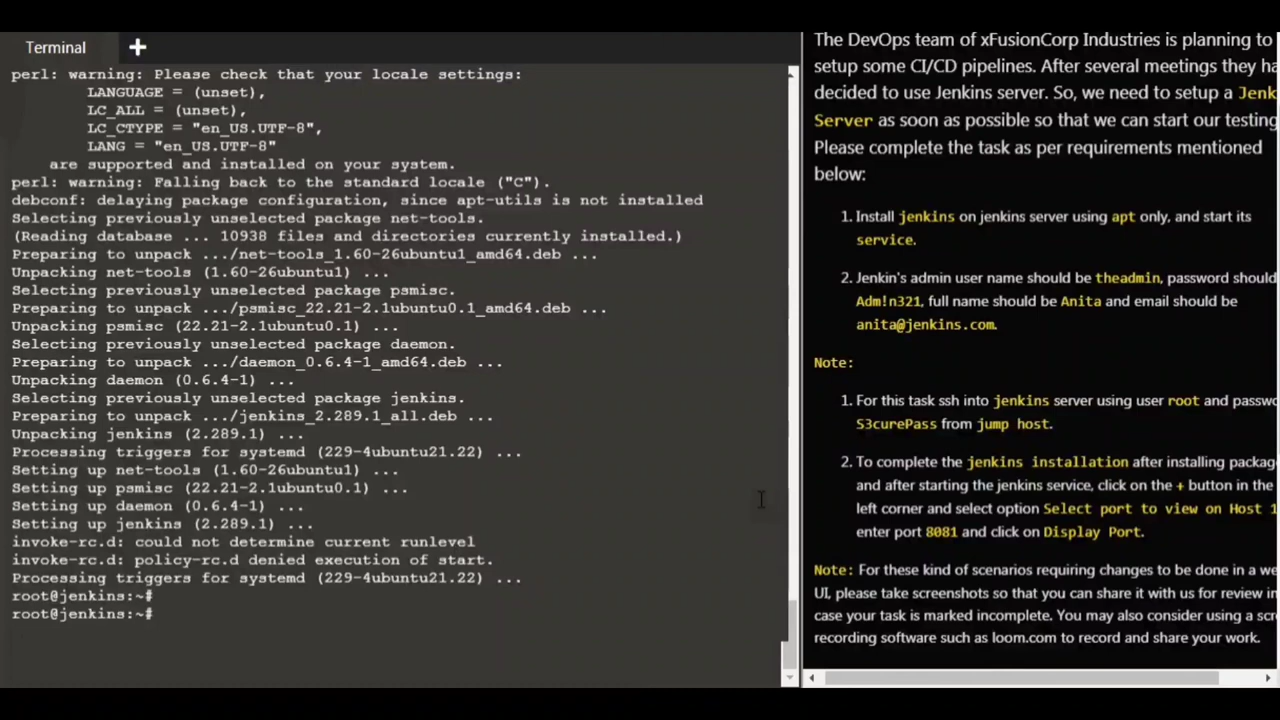 Terminal
+
perl: warning: Please check that your locale settings:
LANGUAGE = (unset),
LC_ALL = (unset),
LC_CTYPE = "en_US.UTF-8",
LANG = "en_US.UTF-8"
are supported and installed on your system.
perl: warning: Falling back to the standard locale ("C").
debconf: delaying package configuration, since apt-utils is not installed
Selecting previously unselected package net-tools.
(Reading database ... 10938 files and directories currently installed.)
Preparing to unpack .../net-tools_1.60-26ubuntu1_amd64.deb ...
Unpacking net-tools (1.60-26ubuntu1) ...
Selecting previously unselected package psmisc.
Preparing to unpack .../psmisc_22.21-2.1ubuntu0.1_amd64.deb ...
Unpacking psmisc (22.21-2.1ubuntu0.1) ...
Selecting previously unselected package daemon.
Preparing to unpack .../daemon_0.6.4-1_amd64.deb ...
Unpacking daemon (0.6.4-1) ...
Selecting previously unselected package jenkins.
Preparing to unpack .../jenkins_2.289.1_all.deb ...
Unpacking jenkins (2.289.1) ...
Processing triggers for systemd (229-4ubuntu21.22) ...
Setting up net-tools (1.60-26ubuntu1) ...
Setting up psmisc (22.21-2.1ubuntu0.1) ...
Setting up daemon (0.6.4-1) ...
Setting up jenkins (2.289.1) ...
invoke-rc.d: could not determine current runlevel
invoke-rc.d: policy-rc.d denied execution of start.
Processing triggers for systemd (229-4ubuntu21.22) ...
root@jenkins:~#
root@jenkins:~#
The DevOps team of xFusionCorp Industries is planning to
setup some CI/CD pipelines. After several meetings they ha
decided to use Jenkins server. So, we need to setup a Jenk
Server as soon as possible so that we can start our testing
Please complete the task as per requirements mentioned
below:
1. Install jenkins on jenkins server using apt only, and start its
service.
2. Jenkin's admin user name should be theadmin, password should
Adm!n321, full name should be Anita and email should be
anita@jenkins.com.
Note:
1. For this task ssh into jenkins server using user root and passwo
S3curePass from jump host.
2. To complete the jenkins installation after installing packag
and after starting the jenkins service, click on the + button in the
left corner and select option Select port to view on Host 1
enter port 8081 and click on Display Port.
Note: For these kind of scenarios requiring changes to be done in a we
UI, please take screenshots so that you can share it with us for review in
case your task is marked incomplete. You may also consider using a scr
recording software such as loom.com to record and share your work.